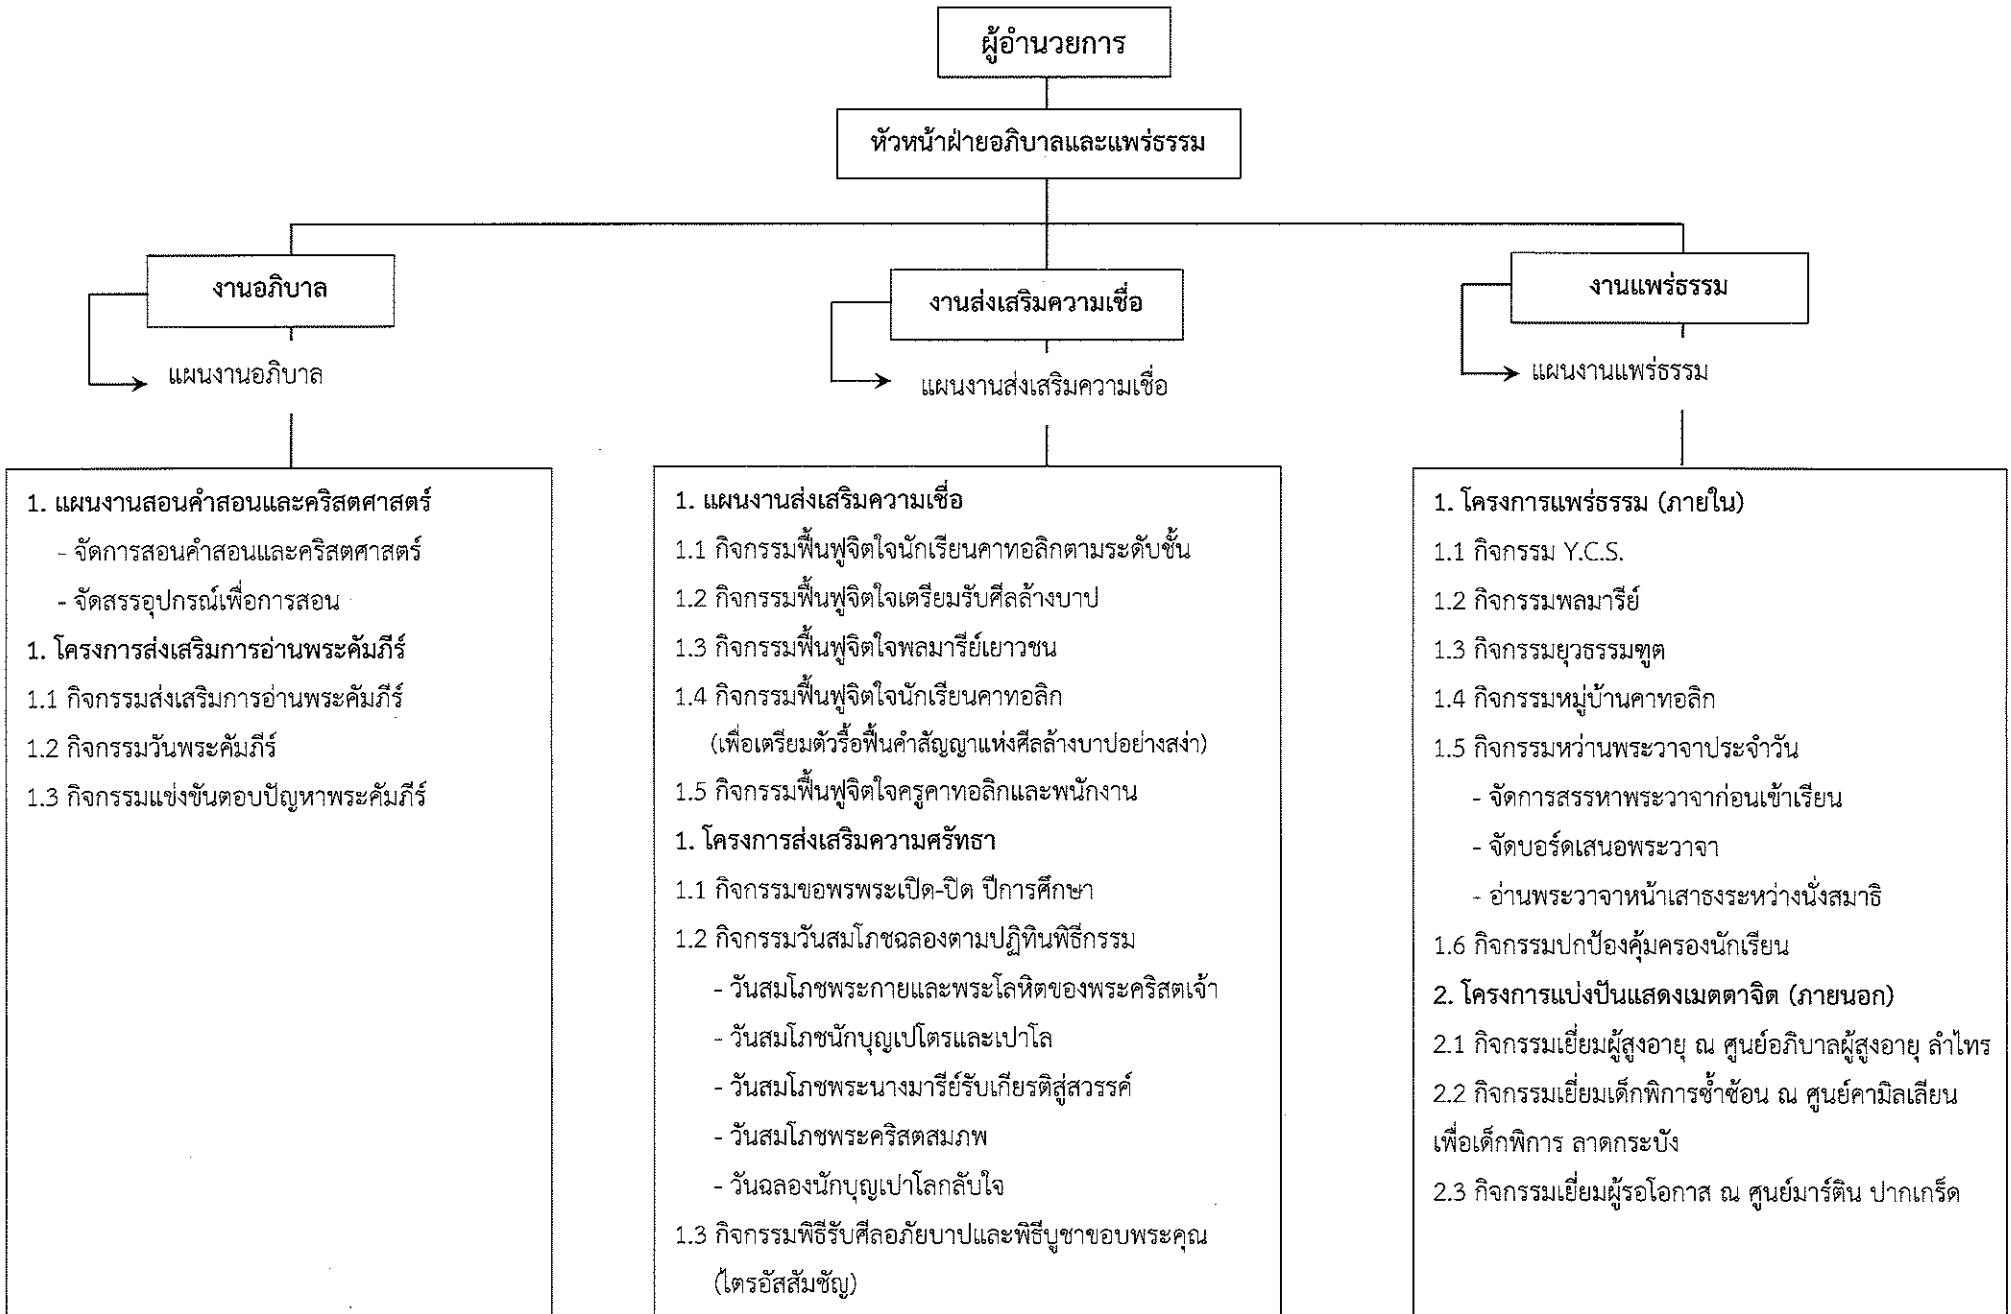 ผู้อำนวยการ
หัวหน้าฝ่ายอภิบาลและแพร่ธรรม
งานอภิบาล
แผนงานอภิบาล
1. แผนงานสอนคำสอนและคริสตศาสตร์
- จัดการสอนคำสอนและคริสตศาสตร์
- จัดสรรอุปกรณ์เพื่อการสอน
1. โครงการส่งเสริมการอ่านพระคัมภีร์
1.1 กิจกรรมส่งเสริมการอ่านพระคัมภีร์
1.2 กิจกรรมวันพระคัมภีร์
1.3 กิจกรรมแข่งขันตอบปัญหาพระคัมภีร์
งานส่งเสริมความเชื่อ
แผนงานส่งเสริมความเชื่อ
1. แผนงานส่งเสริมความเชื่อ
1.1 กิจกรรมฟื้นฟูจิตใจนักเรียนคาทอลิกตามระดับชั้น
1.2 กิจกรรมฟื้นฟูจิตใจเตรียมรับศีลล้างบาป
1.3 กิจกรรมฟื้นฟูจิตใจพลมารีย์เยาวชน
1.4 กิจกรรมฟื้นฟูจิตใจนักเรียนคาทอลิก
(เพื่อเตรียมตัวรื้อฟื้นคำสัญญาแห่งศีลล้างบาปอย่างสง่า)
1.5 กิจกรรมฟื้นฟูจิตใจครูคาทอลิกและพนักงาน
1. โครงการส่งเสริมความศรัทธา
1.1 กิจกรรมขอพรพระเปิด-ปิด ปีการศึกษา
1.2 กิจกรรมวันสมโภชฉลองตามปฏิทินพิธีกรรม
- วันสมโภชพระกายและพระโลหิตของพระคริสตเจ้า
- วันสมโภชนักบุญเปโตรและเปาโล
- วันสมโภชพระนางมารีย์รับเกียรติสู่สวรรค์
- วันสมโภชพระคริสตสมภพ
- วันฉลองนักบุญเปาโลกลับใจ
1.3 กิจกรรมพิธีรับศีลอภัยบาปและพิธีบูชาขอบพระคุณ
(ไตรอัสสัมชัญ)
งานแพร่ธรรม
แผนงานแพร่ธรรม
1. โครงการแพร่ธรรม (ภายใน)
1.1 กิจกรรม Y.C.S.
1.2 กิจกรรมพลมารีย์
1.3 กิจกรรมยุวธรรมฑูต
1.4 กิจกรรมหมู่บ้านคาทอลิก
1.5 กิจกรรมหว่านพระวาจาประจำวัน
- จัดการสรรหาพระวาจาก่อนเข้าเรียน
- จัดบอร์ดเสนอพระวาจา
- อ่านพระวาจาหน้าเสาธงระหว่างนั่งสมาธิ
1.6 กิจกรรมปกป้องคุ้มครองนักเรียน
2. โครงการแบ่งปันแสดงเมตตาจิต (ภายนอก)
2.1 กิจกรรมเยี่ยมผู้สูงอายุ ณ ศูนย์อภิบาลผู้สูงอายุ ลำไทร
2.2 กิจกรรมเยี่ยมเด็กพิการซ้ำซ้อน ณ ศูนย์คามิลเลียน
เพื่อเด็กพิการ ลาดกระบัง
2.3 กิจกรรมเยี่ยมผู้รอโอกาส ณ ศูนย์มาร์ติน ปากเกร็ด